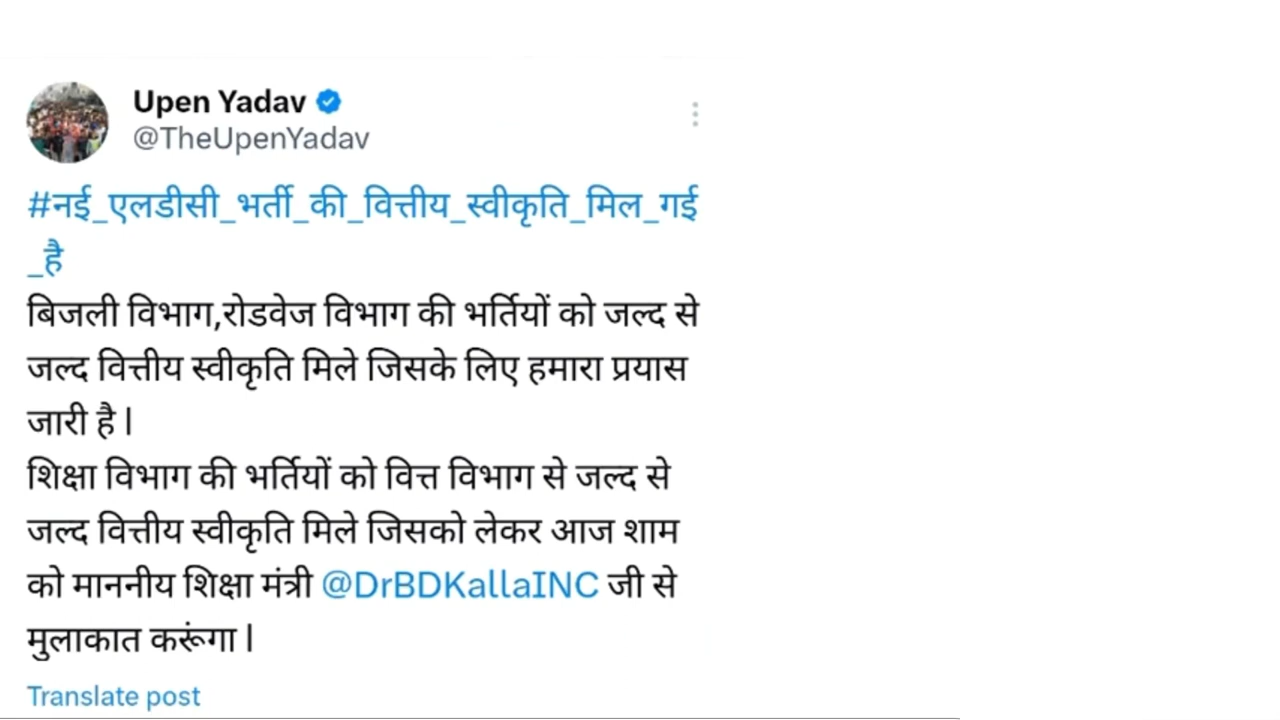 Upen Yadav
@TheUpenYadav
#नई_एलडीसी_भर्ती_की_वित्तीय_स्वीकृति_मिल_गई
_है
बिजली विभाग,रोडवेज विभाग की भर्तियों को जल्द से
जल्द वित्तीय स्वीकृति मिले जिसके लिए हमारा प्रयास
जारी है l
शिक्षा विभाग की भर्तियों को वित्त विभाग से जल्द से
जल्द वित्तीय स्वीकृति मिले जिसको लेकर आज शाम
को माननीय शिक्षा मंत्री @DrBDKallaINC जी से
मुलाकात करूंगा l
Translate post